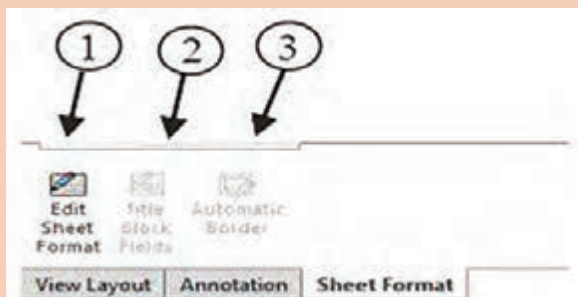 1 2 3
Edit Title Automatic
Sheet Block Border
Format Fields
View Layout Annotation Sheet Format